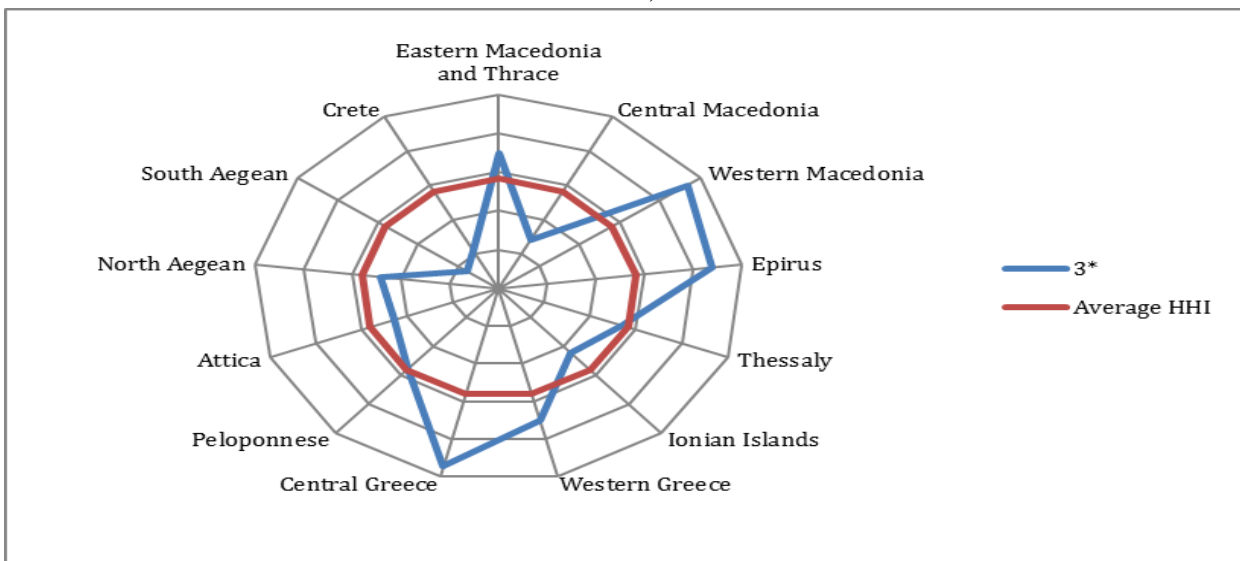 Eastern Macedonia
and Thrace
Central Macedonia
Western Macedonia
Epirus
Thessaly
Ionian Islands
Western Greece
Central Greece
Peloponnese
Attica
North Aegean
South Aegean
Crete
3*
Average HHI